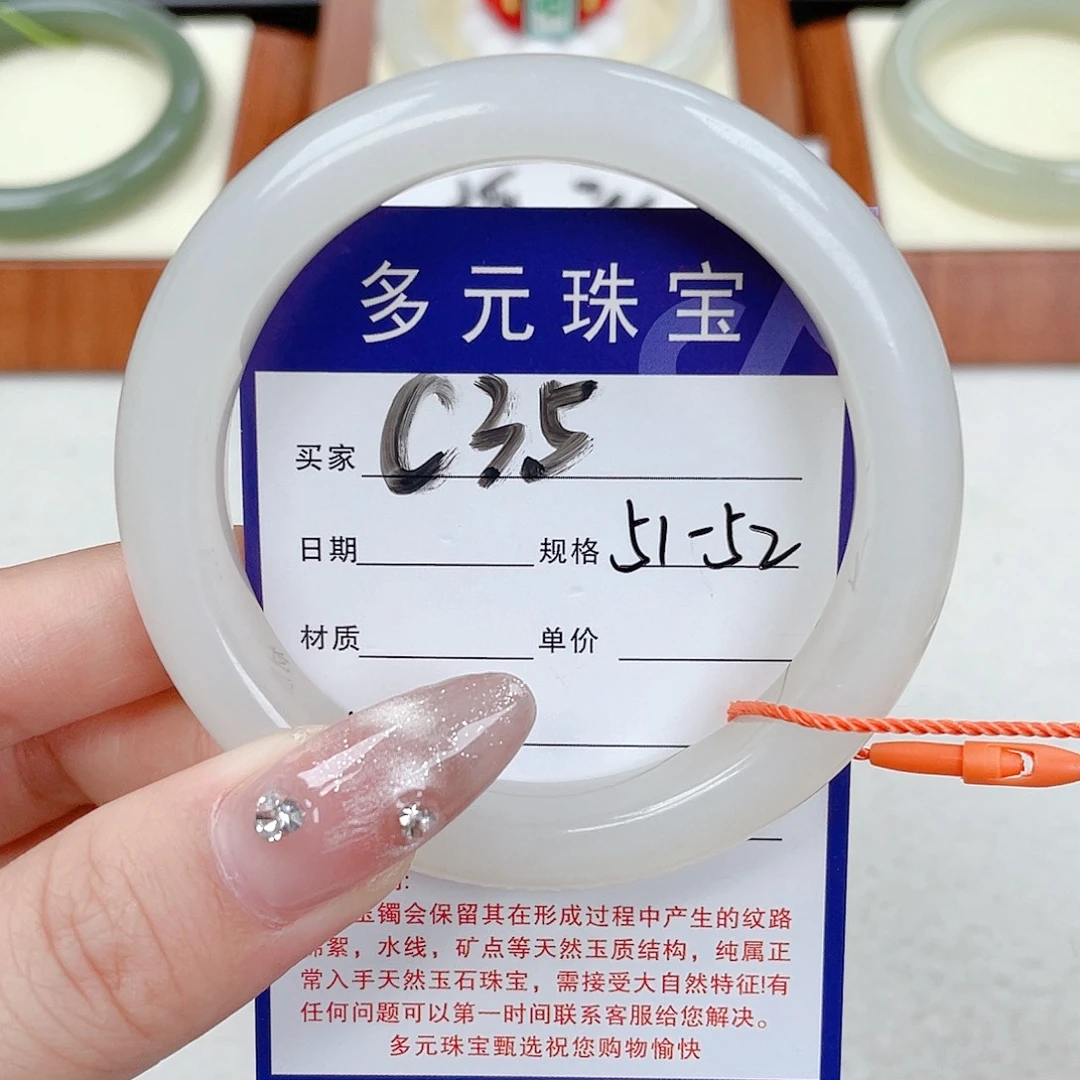 多元珠宝
买家 C35
日期 规格 51-52
材质 单价
玉镯会保留其在形成过程中产生的纹路
棉絮，水线，矿点等天然玉质结构，纯属正
常入手天然玉石珠宝，需接受大自然特征!有
任何问题可以第一时间联系客服给您解决。
多元珠宝甄选祝您购物愉快